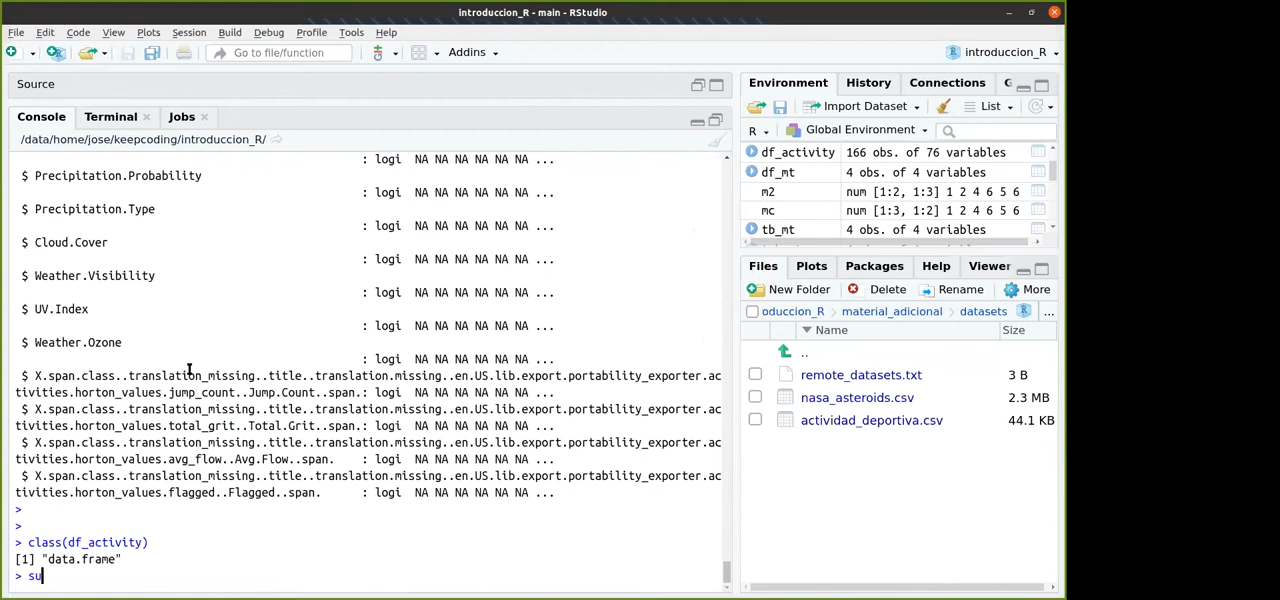 introduccion_R - main - RStudio
File Edit Code View Plots Session Build Debug Profile Tools Help
Go to file/function Addins introduccion_R
Source
Console Terminal Jobs
/data/home/jose/keepcoding/introduccion_R/
: logi NA NA NA NA NA NA ...
$ Precipitation.Probability
: logi NA NA NA NA NA NA ...
$ Precipitation.Type
: logi NA NA NA NA NA NA ...
$ Cloud.Cover
: logi NA NA NA NA NA NA ...
$ Weather.Visibility
: logi NA NA NA NA NA NA ...
$ UV.Index
: logi NA NA NA NA NA NA ...
$ Weather.Ozone
: logi NA NA NA NA NA NA ...
$ X.span.class..translation_missing..title..translation.missing..en.US.lib.export.portability_exporter.ac
tivities.horton_values.jump_count..Jump.Count..span.: logi NA NA NA NA NA NA ...
$ X.span.class..translation_missing..title..translation.missing..en.US.lib.export.portability_exporter.ac
tivities.horton_values.total_grit..Total.Grit..span.: logi NA NA NA NA NA NA ...
$ X.span.class..translation_missing..title..translation.missing..en.US.lib.export.portability_exporter.ac
tivities.horton_values.avg_flow..Avg.Flow..span. : logi NA NA NA NA NA NA ...
$ X.span.class..translation_missing..title..translation.missing..en.US.lib.export.portability_exporter.ac
tivities.horton_values.flagged..Flagged..span. : logi NA NA NA NA NA NA ...
>
>
> class(df_activity)
[1] "data.frame"
> su
Environment History Connections G
Import Dataset List
R Global Environment
df_activity 166 obs. of 76 variables
df_mt 4 obs. of 4 variables
m2 num [1:2, 1:3] 1 2 4 6 5 6
mc num [1:3, 1:2] 1 2 4 6 5 6
tb_mt 4 obs. of 4 variables
Files Plots Packages Help Viewer
New Folder Delete Rename More
oduccion_R material_adicional datasets ...
Name Size
..
remote_datasets.txt 3 B
nasa_asteroids.csv 2.3 MB
actividad_deportiva.csv 44.1 KB